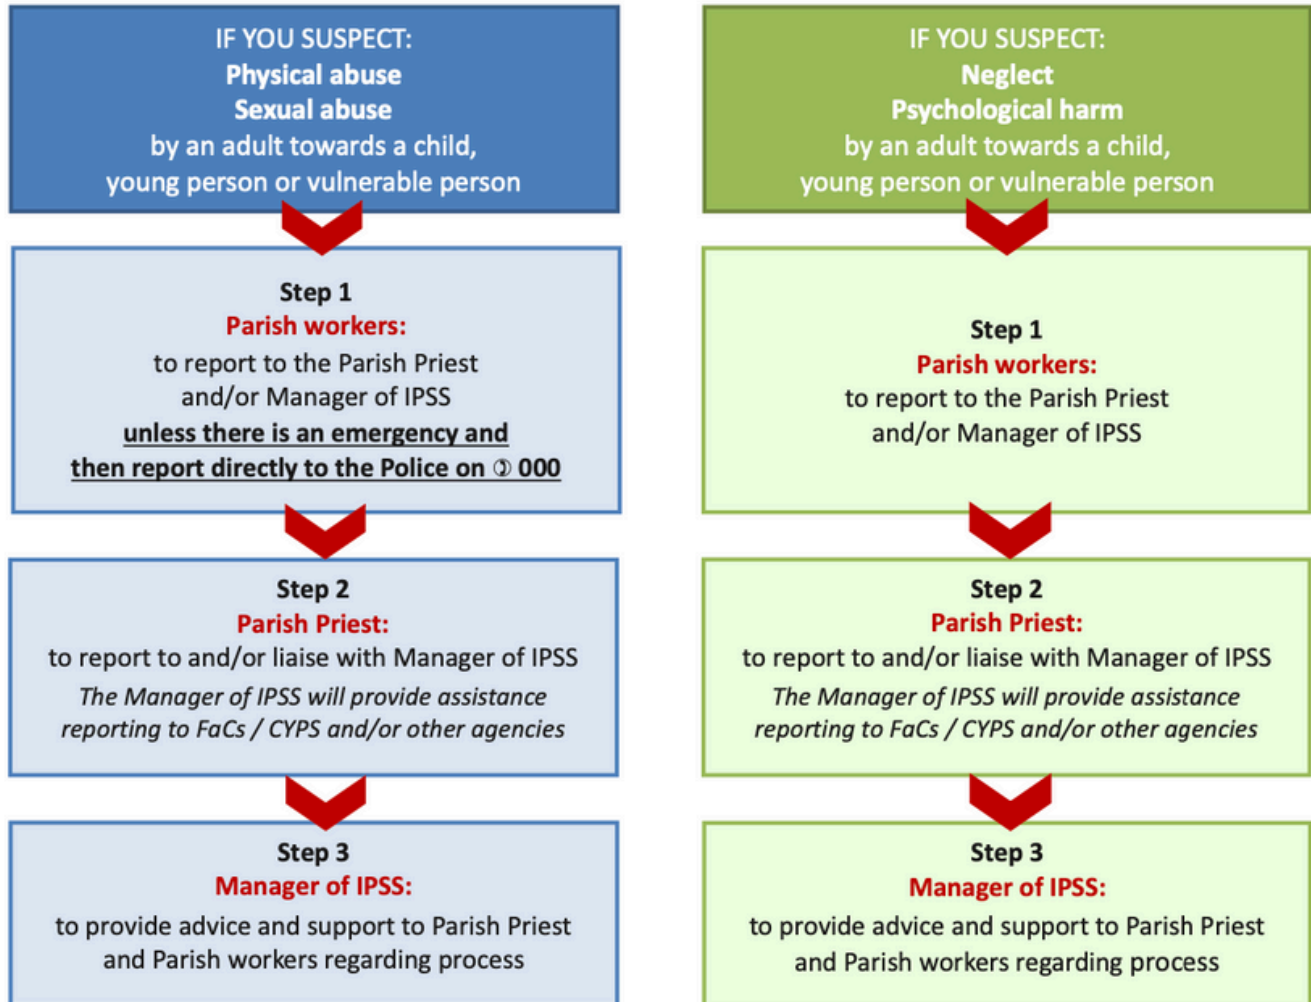 IF YOU SUSPECT:
Physical abuse
Sexual abuse
by an adult towards a child,
young person or vulnerable person
Step 1
Parish workers:
to report to the Parish Priest
and/or Manager of IPSS
unless there is an emergency and
then report directly to the Police on ✆ 000
Step 2
Parish Priest:
to report to and/or liaise with Manager of IPSS
The Manager of IPSS will provide assistance
reporting to FaCs / CYPS and/or other agencies
Step 3
Manager of IPSS:
to provide advice and support to Parish Priest
and Parish workers regarding process
IF YOU SUSPECT:
Neglect
Psychological harm
by an adult towards a child,
young person or vulnerable person
Step 1
Parish workers:
to report to the Parish Priest
and/or Manager of IPSS
Step 2
Parish Priest:
to report to and/or liaise with Manager of IPSS
The Manager of IPSS will provide assistance
reporting to FaCs / CYPS and/or other agencies
Step 3
Manager of IPSS:
to provide advice and support to Parish Priest
and Parish workers regarding process